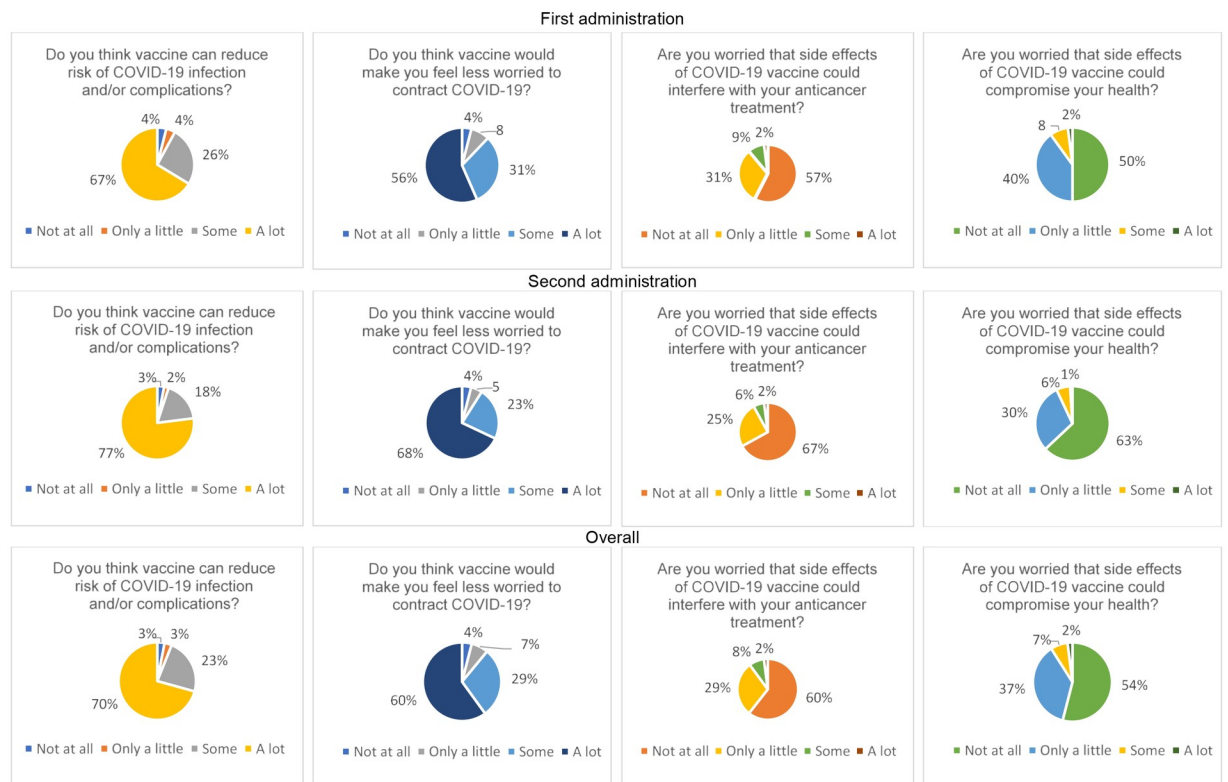 First administration
Do you think vaccine can reduce
risk of COVID-19 infection
and/or complications?
4%
4%
26%
67%
Not at all Only a little Some A lot
Do you think vaccine would
make you feel less worried to
contract COVID-19?
4%
8
31%
56%
Not at all Only a little Some A lot
Are you worried that side effects
of COVID-19 vaccine could
interfere with your anticancer
treatment?
9%
2%
31%
57%
Not at all Only a little Some A lot
Are you worried that side effects
of COVID-19 vaccine could
compromise your health?
2%
8
50%
40%
Not at all Only a little Some A lot
Second administration
Do you think vaccine can reduce
risk of COVID-19 infection
and/or complications?
3%
2%
18%
77%
Not at all Only a little Some A lot
Do you think vaccine would
make you feel less worried to
contract COVID-19?
4%
5
23%
68%
Not at all Only a little Some A lot
Are you worried that side effects
of COVID-19 vaccine could
interfere with your anticancer
treatment?
6%
2%
25%
67%
Not at all Only a little Some A lot
Are you worried that side effects
of COVID-19 vaccine could
compromise your health?
1%
6%
30%
63%
Not at all Only a little Some A lot
Overall
Do you think vaccine can reduce
risk of COVID-19 infection
and/or complications?
3%
3%
23%
70%
Not at all Only a little Some A lot
Do you think vaccine would
make you feel less worried to
contract COVID-19?
4%
7%
29%
60%
Not at all Only a little Some A lot
Are you worried that side effects
of COVID-19 vaccine could
interfere with your anticancer
treatment?
8%
2%
29%
60%
Not at all Only a little Some A lot
Are you worried that side effects
of COVID-19 vaccine could
compromise your health?
2%
7%
37%
54%
Not at all Only a little Some A lot